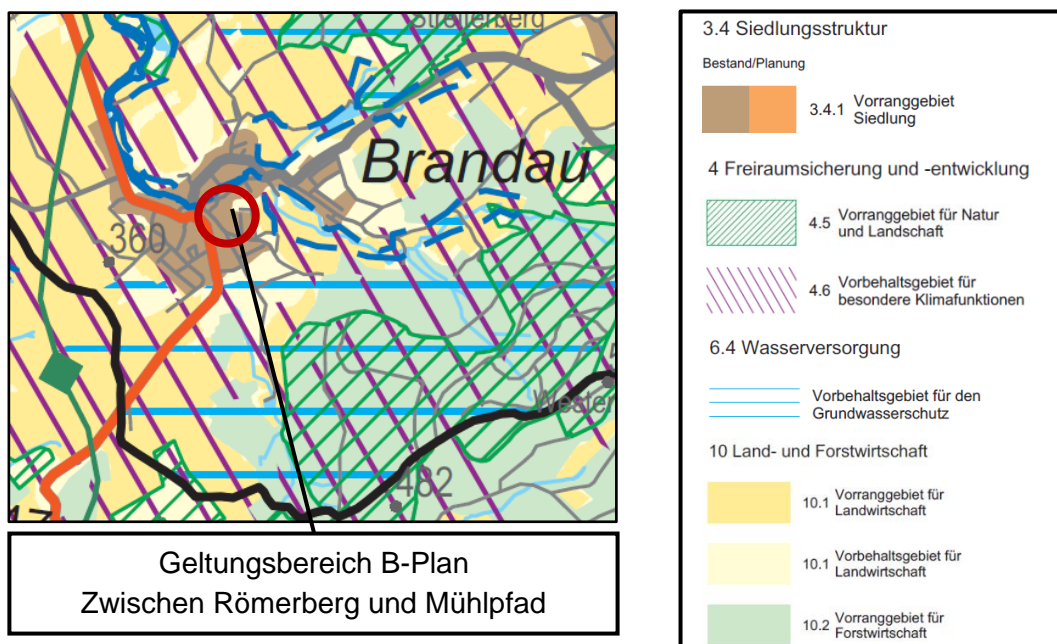 Brandau
360
482
Geltungsbereich B-Plan
Zwischen Römerberg und Mühlpfad
3.4 Siedlungsstruktur
Bestand/Planung
3.4.1 Vorranggebiet
Siedlung
4 Freiraumsicherung und -entwicklung
4.5 Vorranggebiet für Natur
und Landschaft
4.6 Vorbehaltsgebiet für
besondere Klimafunktionen
6.4 Wasserversorgung
Vorbehaltsgebiet für den
Grundwasserschutz
10 Land- und Forstwirtschaft
10.1 Vorranggebiet für
Landwirtschaft
10.1 Vorbehaltsgebiet für
Landwirtschaft
10.2 Vorranggebiet für
Forstwirtschaft